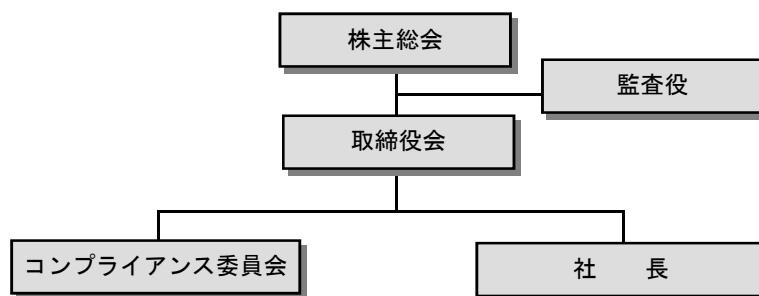 株主総会
監査役
取締役会
コンプライアンス委員会
社　　長